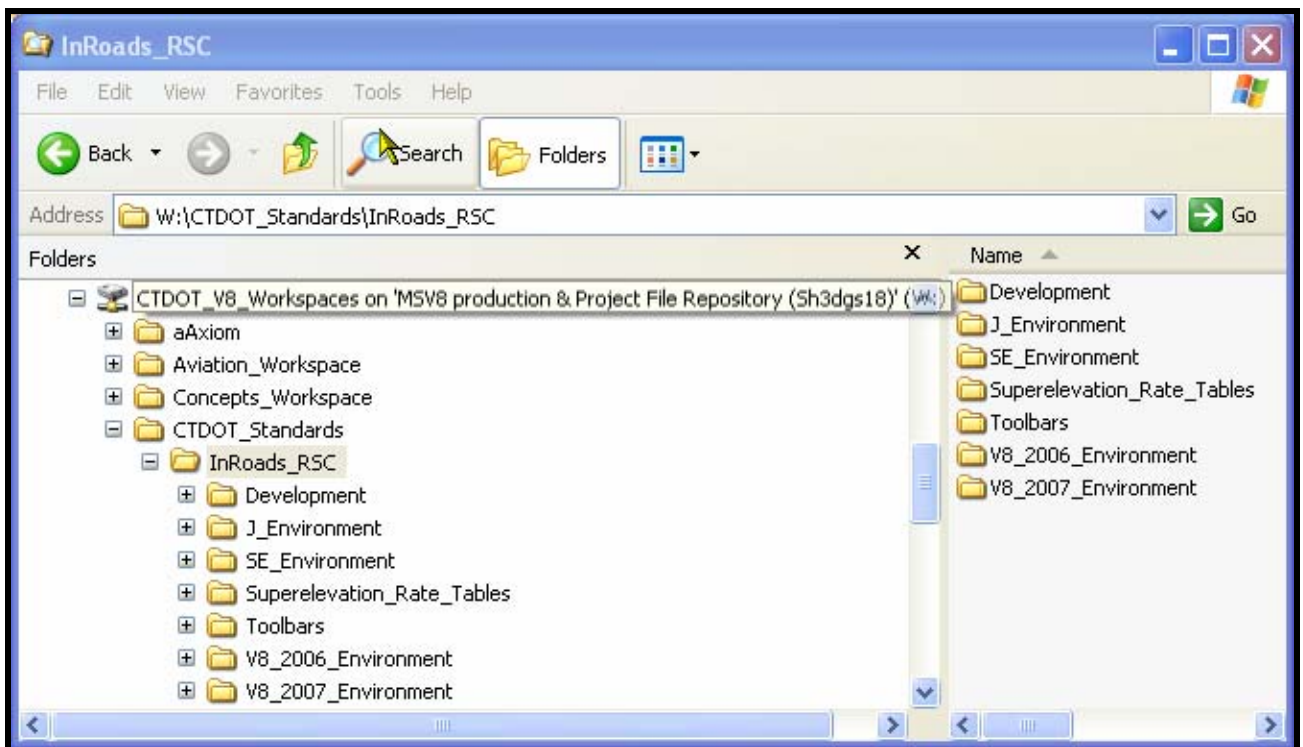 InRoads_RSC
File Edit View Favorites Tools Help
Back Search Folders
Address W:\CTDOT_Standards\InRoads_RSC Go
Folders
Name
CTDOT_V8_Workspaces on 'MSV8 production & Project File Repository (Sh3dgs18)' (W:)
aAxiom
Aviation_Workspace
Concepts_Workspace
CTDOT_Standards
InRoads_RSC
Development
J_Environment
SE_Environment
Superelevation_Rate_Tables
Toolbars
V8_2006_Environment
V8_2007_Environment
Development
J_Environment
SE_Environment
Superelevation_Rate_Tables
Toolbars
V8_2006_Environment
V8_2007_Environment